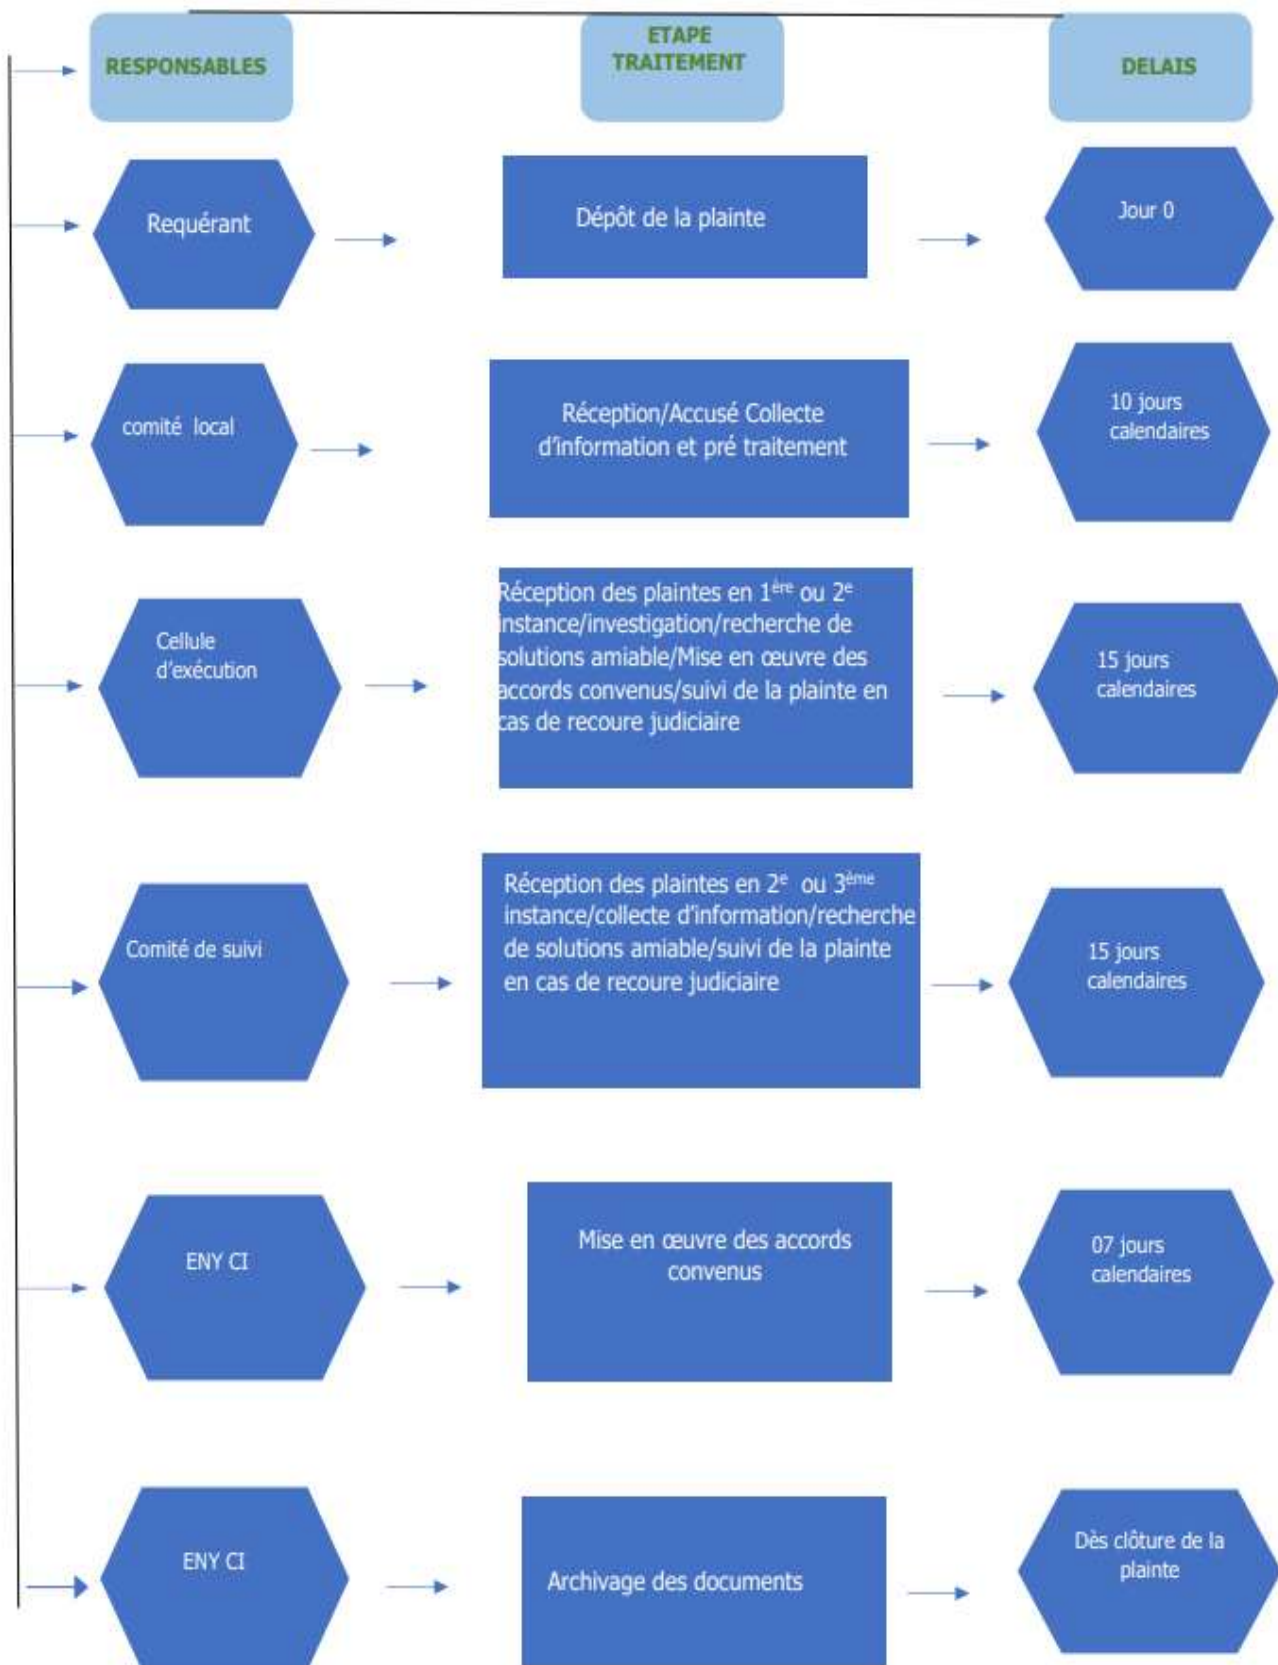 RESPONSABLES
ETAPE
TRAITEMENT
DELAIS
Requérant
Dépôt de la plainte
Jour 0
comité local
Réception/Accusé Collecte
d'information et pré traitement
10 jours
calendaires
Cellule
d'exécution
Réception des plaintes en 1ère ou 2e
instance/investigation/recherche de
solutions amiable/Mise en œuvre des
accords convenus/suivi de la plainte en
cas de recoure judiciaire
15 jours
calendaires
Comité de suivi
Réception des plaintes en 2e ou 3ème
instance/collecte d'information/recherche
de solutions amiable/suivi de la plainte
en cas de recoure judiciaire
15 jours
calendaires
ENY CI
Mise en œuvre des accords
convenus
07 jours
calendaires
ENY CI
Archivage des documents
Dès clôture de la
plainte